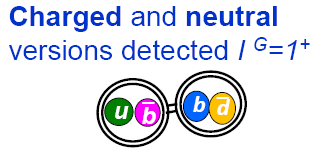 Charged and neutral
versions detected I G=1+
u b̅ b d̅